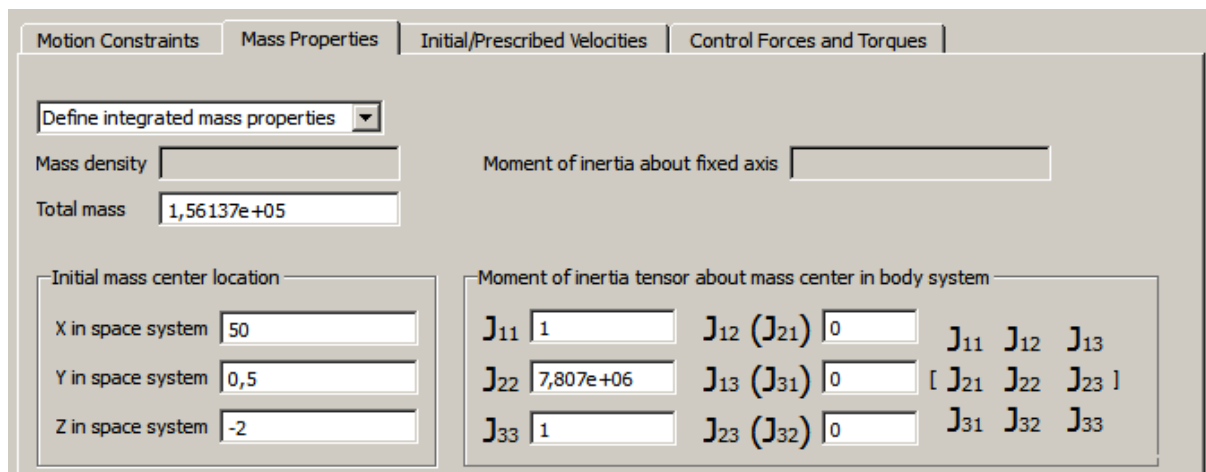 Motion Constraints Mass Properties Initial/Prescribed Velocities Control Forces and Torques
Define integrated mass properties
Mass density Moment of inertia about fixed axis
Total mass 1,56137e+05
Initial mass center location
X in space system 50
Y in space system 0,5
Z in space system -2
Moment of inertia tensor about mass center in body system
J11 1 J12 (J21) 0 J11 J12 J13
J22 7,807e+06 J13 (J31) 0 [ J21 J22 J23 ]
J33 1 J23 (J32) 0 J31 J32 J33